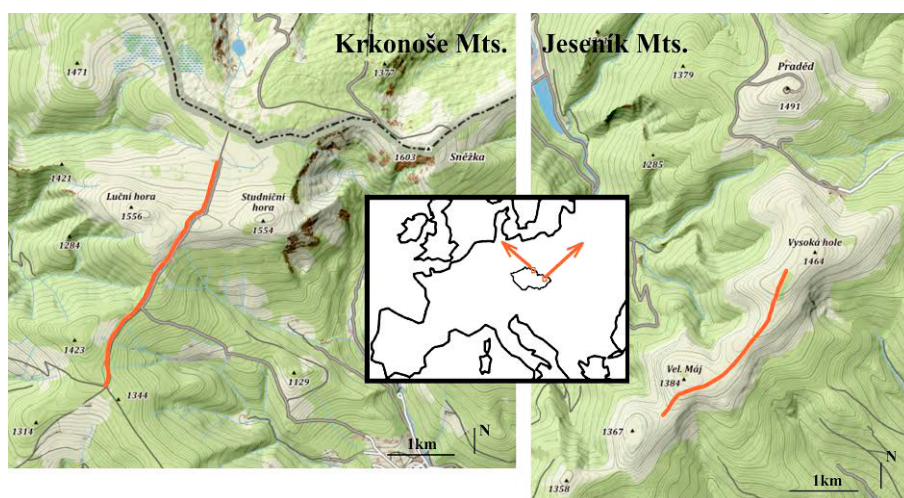 Krkonoše Mts.
1471
1377
1603
Sněžka
1421
Luční hora
1556
Studniční
hora
1554
1284
1423
1344
1129
1314
1km
N
Jeseník Mts.
1379
Praděd
1491
1285
Vysoká hole
1464
Vel. Máj
1384
1367
1358
1km
N